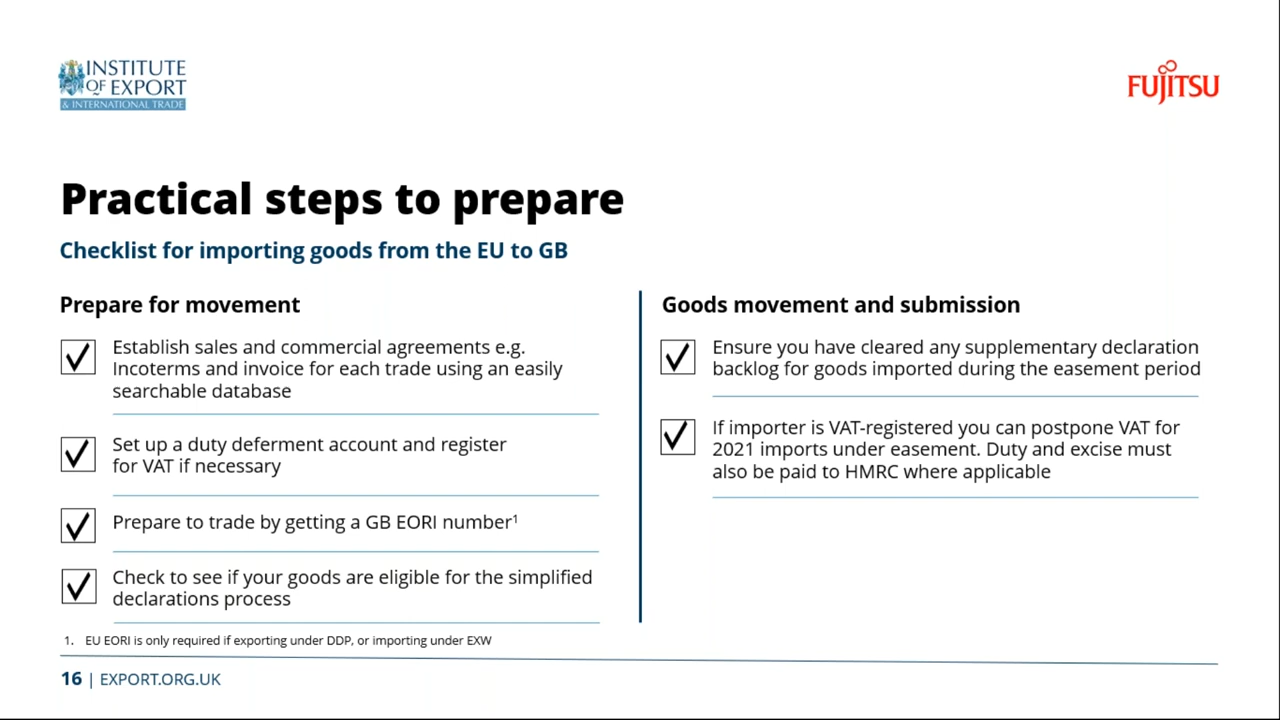 INSTITUTE
OF EXPORT
& INTERNATIONAL TRADE
FUJITSU
Practical steps to prepare
Checklist for importing goods from the EU to GB
Prepare for movement
Establish sales and commercial agreements e.g.
Incoterms and invoice for each trade using an easily
searchable database
Set up a duty deferment account and register
for VAT if necessary
Prepare to trade by getting a GB EORI number¹
Check to see if your goods are eligible for the simplified
declarations process
Goods movement and submission
Ensure you have cleared any supplementary declaration
backlog for goods imported during the easement period
If importer is VAT-registered you can postpone VAT for
2021 imports under easement. Duty and excise must
also be paid to HMRC where applicable
1. EU EORI is only required if exporting under DDP, or importing under EXW
16 | EXPORT.ORG.UK